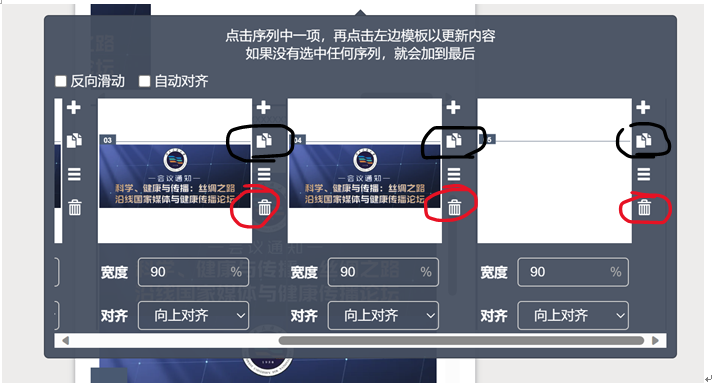 点击序列中一项，再点击左边模板以更新内容
如果没有选中任何序列，就会加到最后
反向滑动 自动对齐
03 04 05
会议通知 会议通知
科学、健康与传播：丝绸之路 科学、健康与传播：丝绸之路
沿线国家媒体与健康传播论坛 沿线国家媒体与健康传播论坛
宽度 90 % 宽度 90 % 宽度 90 %
对齐 向上对齐 对齐 向上对齐 对齐 向上对齐